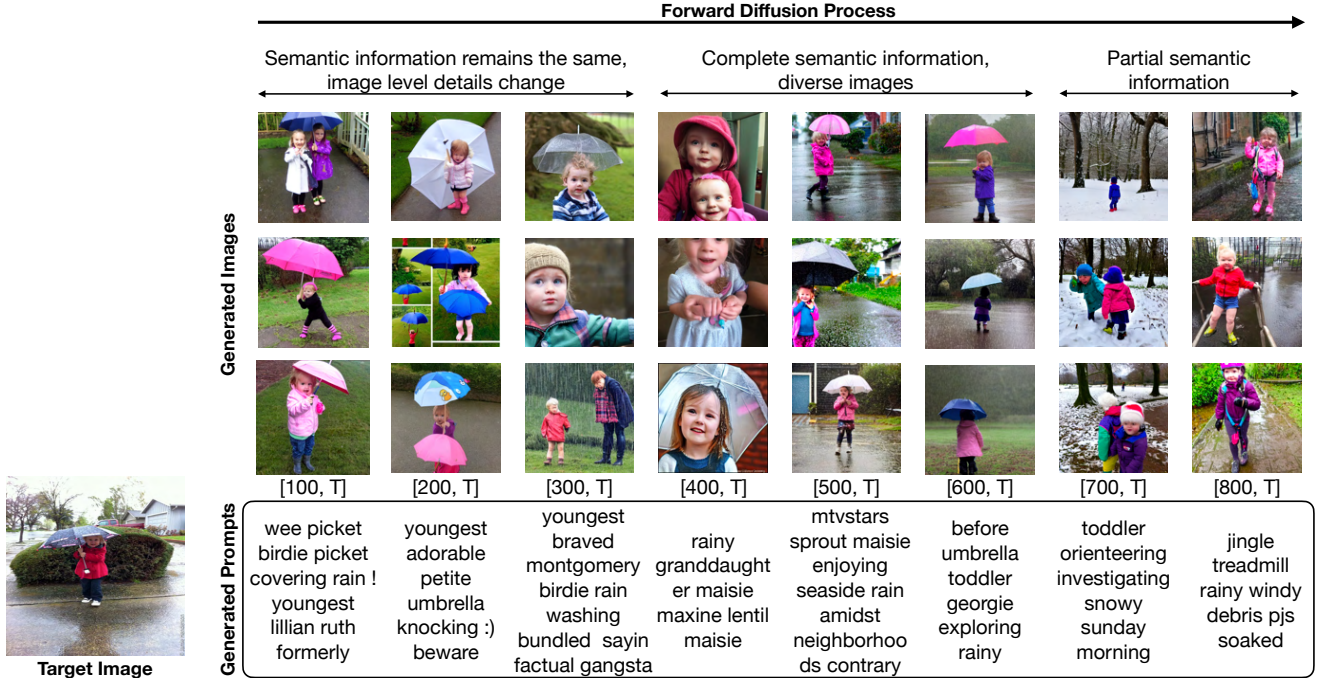 Forward Diffusion Process
Semantic information remains the same,
image level details change
Complete semantic information,
diverse images
Partial semantic
information
Generated Images
[100, T]
[200, T]
[300, T]
[400, T]
[500, T]
[600, T]
[700, T]
[800, T]
Target Image
Generated Prompts
wee picket
birdie picket
covering rain !
youngest
lillian ruth
formerly
youngest
adorable
petite
umbrella
knocking :)
beware
youngest
braved
montgomery
birdie rain
washing
bundled sayin
factual gangsta
rainy
granddaught
er maisie
maxine lentil
maisie
mtvstars
sprout maisie
enjoying
seaside rain
amidst
neighborhoo
ds contrary
before
umbrella
toddler
georgie
exploring
rainy
toddler
orienteering
investigating
snowy
sunday
morning
jingle
treadmill
rainy windy
debris pjs
soaked